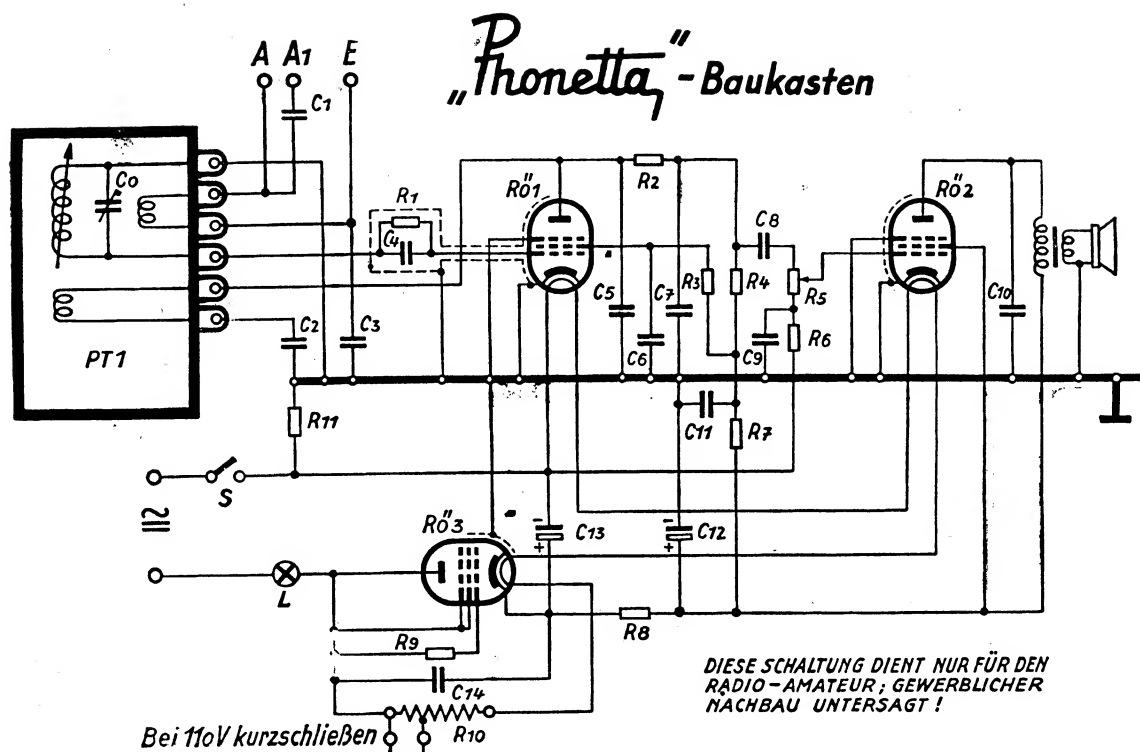 „Phonetta“-Baukasten
A A1 E
C1
C0
R1
C4
PT1
Rö1
R2
C8
Rö2
R3 R4 R5
C5 C7
C6 C9 R6
C10
C2 C3
R11
C11 R7
S
≂
Rö3
- C13
+
- C12
+
L
R8
R9
C14
R10
Bei 110V kurzschließen
DIESE SCHALTUNG DIENT NUR FÜR DEN
RADIO-AMATEUR; GEWERBLICHER
NACHBAU UNTERSAGT!